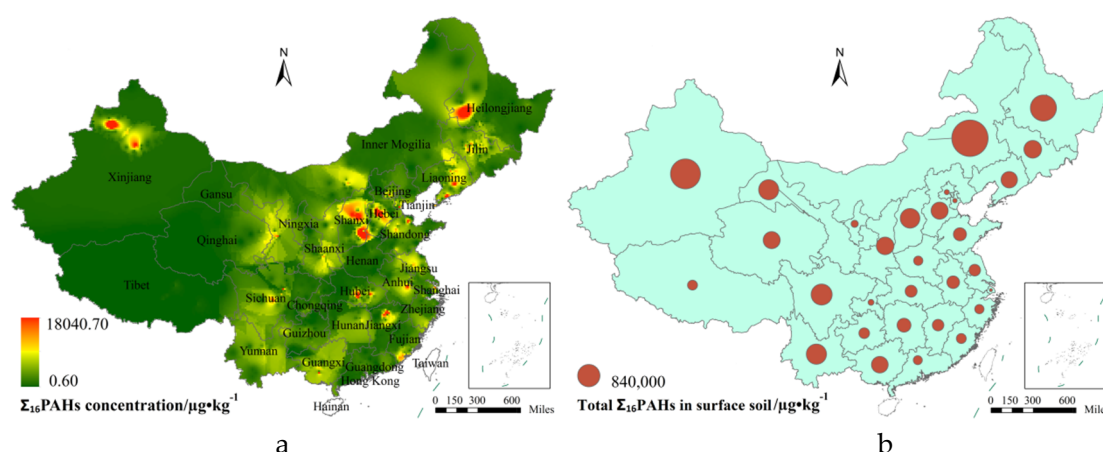 N
Heilongjiang
Inner Mogilia
Jilin
Xinjiang
Liaoning
Gansu
Beijing
Tianjin
Ningxia
Shanxi
Hebei
Qinghai
Shandong
Shaanxi
Henan
Jiangsu
Tibet
Anhui
Shanghai
Hubei
Sichuan
Chongqing
Zhejiang
Hunan
Jiangxi
Guizhou
Fujian
Yunnan
Guangxi
Guangdong
Taiwan
Hong Kong
Hainan
18040.70
0.60
Σ16PAHs concentration/μg•kg-1
0 150 300 600
Miles
a
N
840,000
Total Σ16PAHs in surface soil/μg•kg-1
0 150 300 600
Mile
b